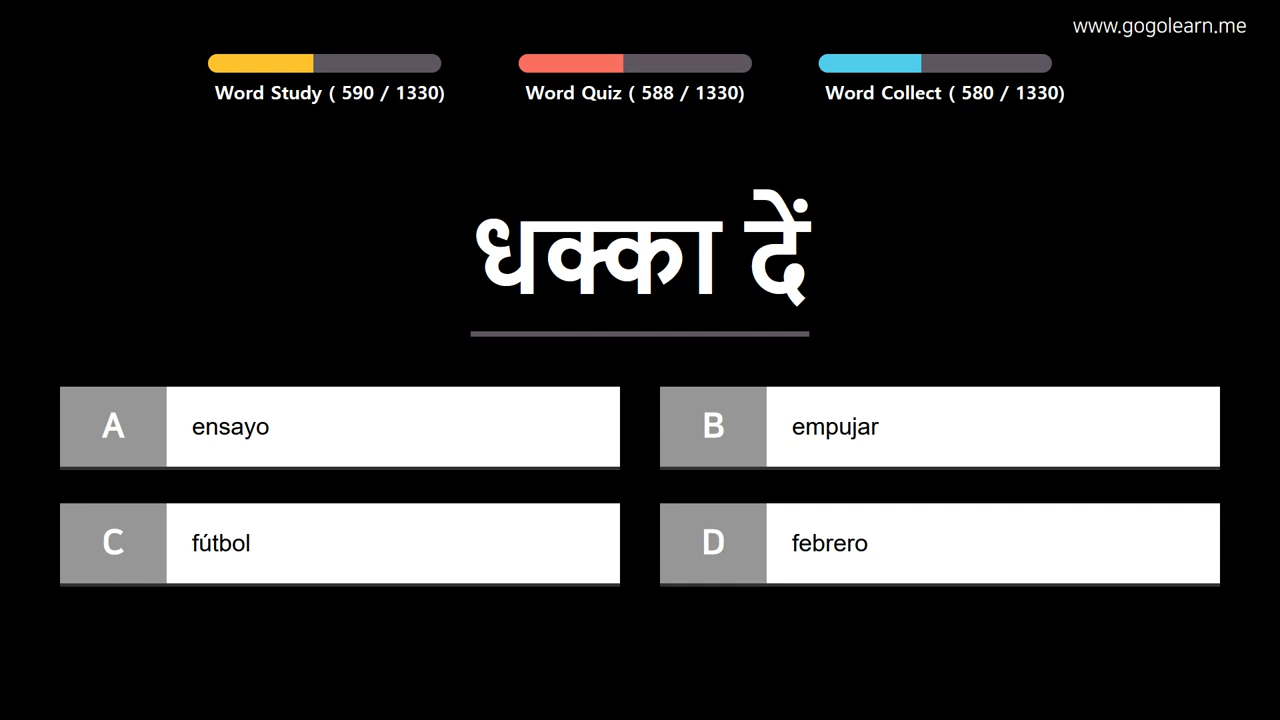 www.gogolearn.me
Word Study ( 590 / 1330)
Word Quiz ( 588 / 1330)
Word Collect ( 580 / 1330)
धक्का दें
A ensayo
B empujar
C fútbol
D febrero